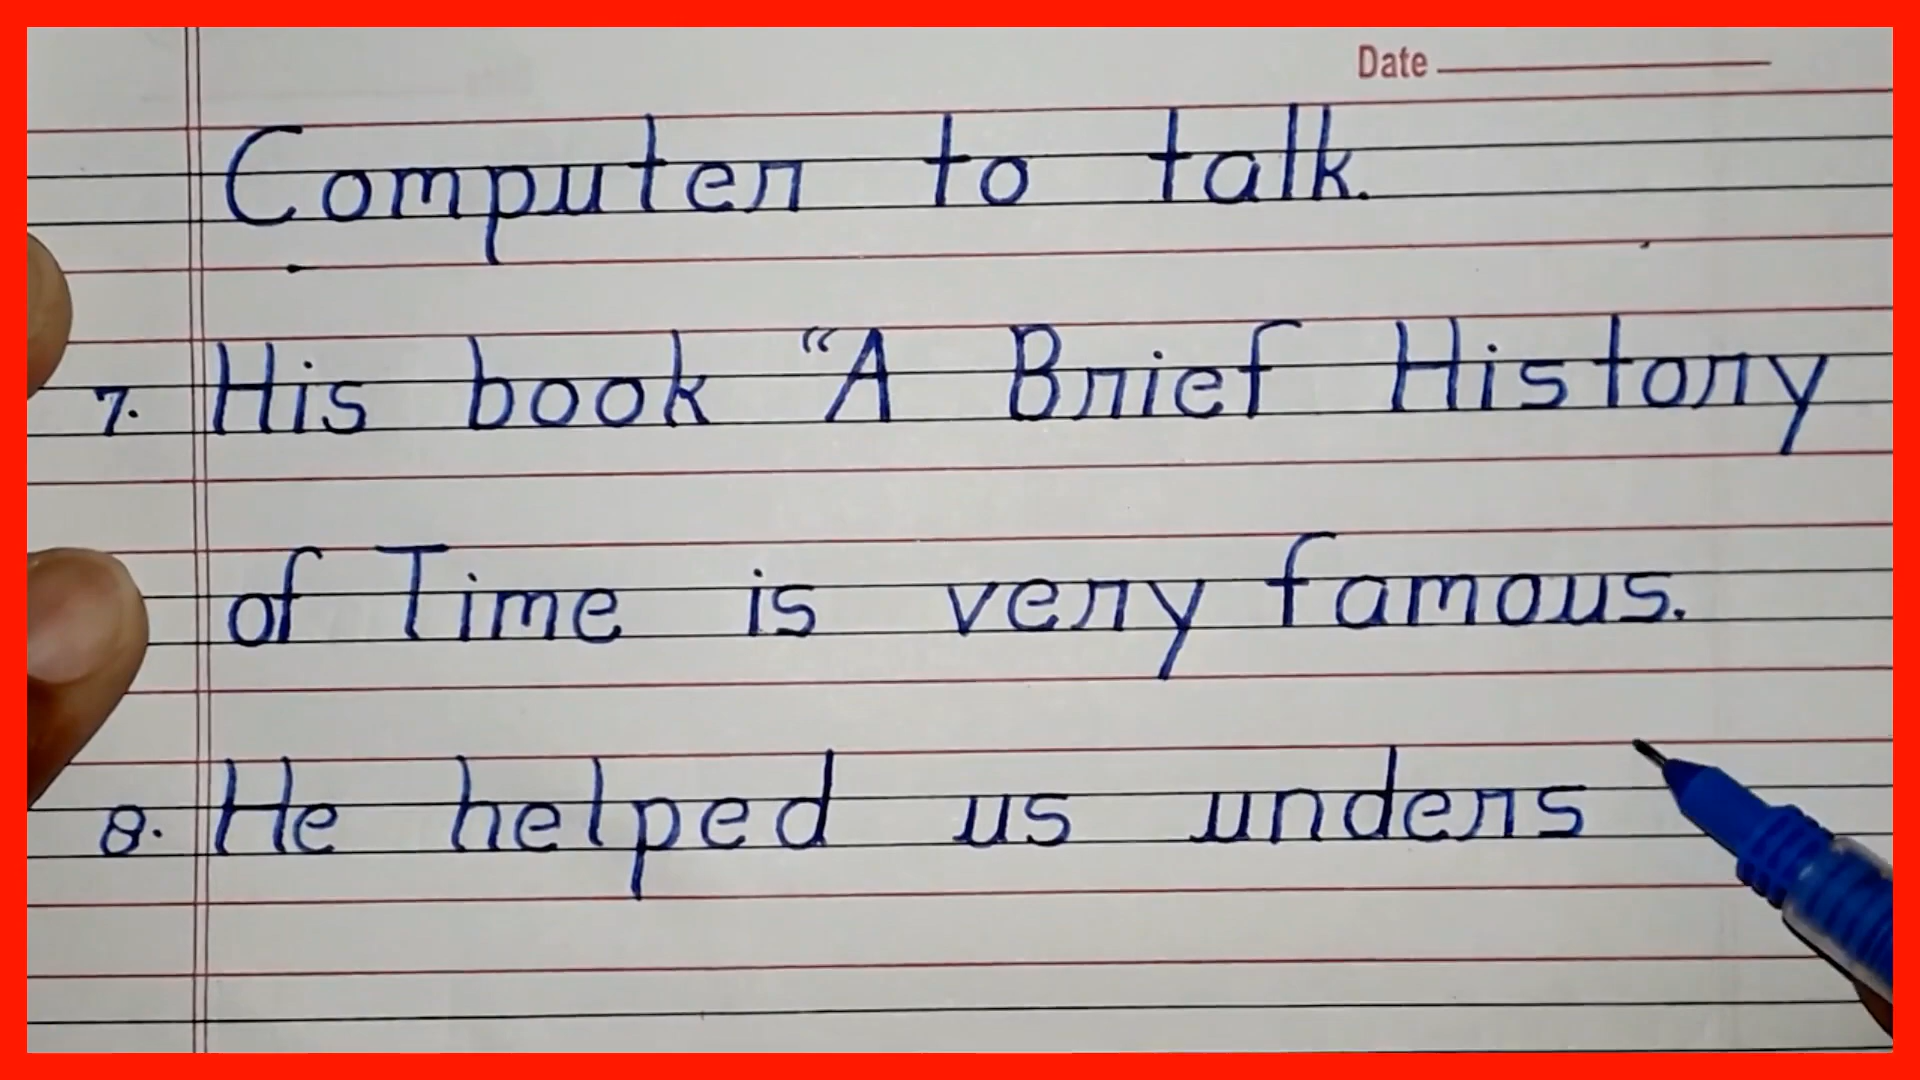 Date
Computer to talk.
7. His book "A Brief History
of Time is very famous.
8. He helped us unders